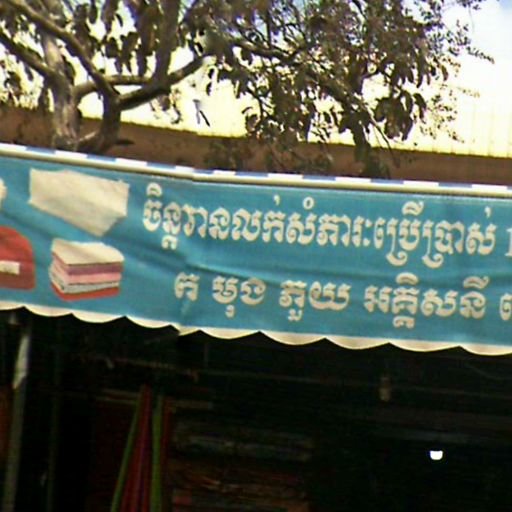 ចិន្តារានលក់សំភារៈប្រើប្រាស់
ក មុង ភួយ អគ្គិសនី